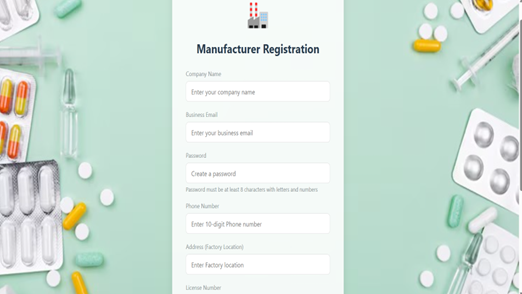 Manufacturer Registration
Company Name
Enter your company name
Business Email
Enter your business email
Password
Create a password
Password must be at least 8 characters with letters and numbers
Phone Number
Enter 10-digit Phone number
Address (Factory Location)
Enter Factory location
License Number